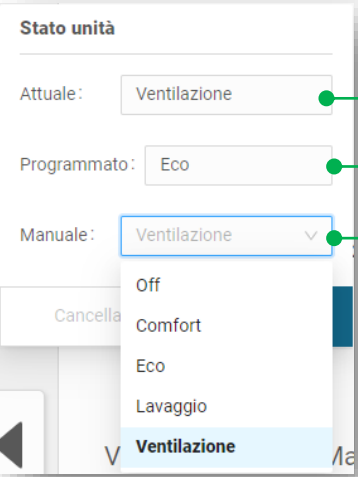 Stato unità
Attuale: Ventilazione
Programmato: Eco
Manuale: Ventilazione
Off
Cancella
Comfort
Eco
Lavaggio
Ventilazione